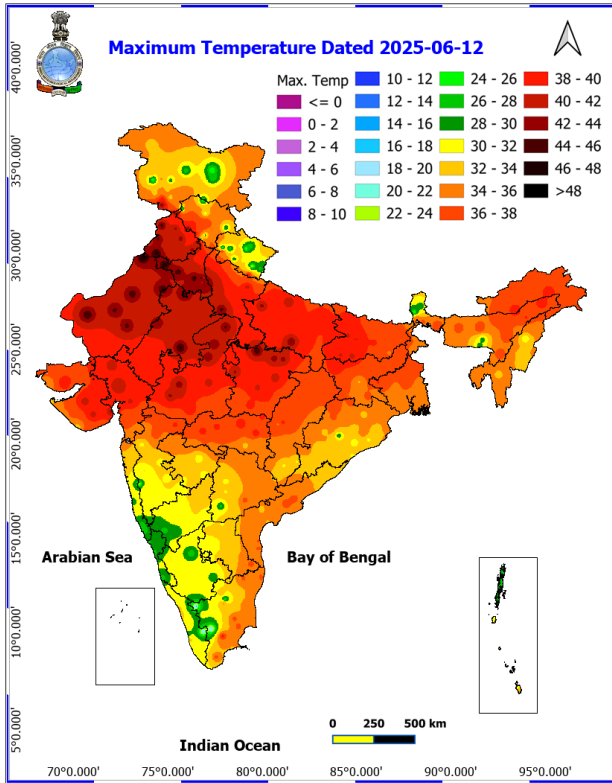 Maximum Temperature Dated 2025-06-12
Max. Temp
<= 0
0 - 2
2 - 4
4 - 6
6 - 8
8 - 10
10 - 12
12 - 14
14 - 16
16 - 18
18 - 20
20 - 22
22 - 24
24 - 26
26 - 28
28 - 30
30 - 32
32 - 34
34 - 36
36 - 38
38 - 40
40 - 42
42 - 44
44 - 46
46 - 48
>48
40°0.000'
35°0.000'
30°0.000'
25°0.000'
20°0.000'
15°0.000'
10°0.000'
5°0.000'
Arabian Sea
Bay of Bengal
Indian Ocean
0 250 500 km
70°0.000' 75°0.000' 80°0.000' 85°0.000' 90°0.000' 95°0.000'